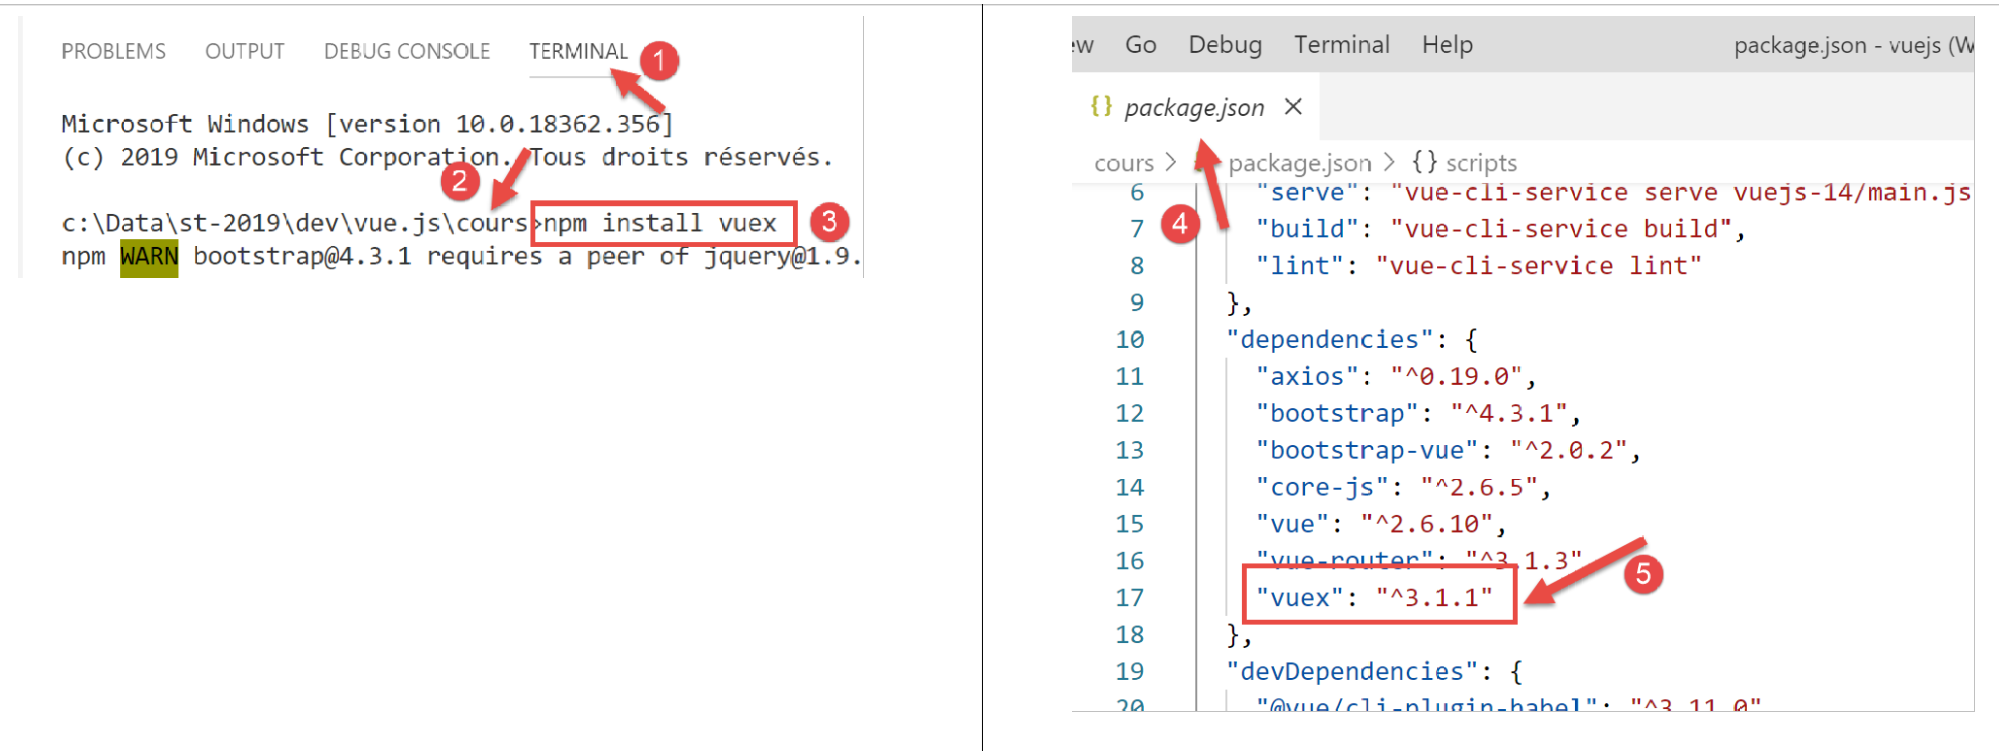 PROBLEMS OUTPUT DEBUG CONSOLE TERMINAL 1
Microsoft Windows [version 10.0.18362.356]
(c) 2019 Microsoft Corporation. Tous droits réservés.
2
c:\Data\st-2019\dev\vue.js\cours>npm install vuex 3
npm WARN bootstrap@4.3.1 requires a peer of jquery@1.9.
ew Go Debug Terminal Help package.json - vuejs (W
{} package.json ×
cours > package.json > {} scripts
4
6 "serve": "vue-cli-service serve vuejs-14/main.js
7 "build": "vue-cli-service build",
8 "lint": "vue-cli-service lint"
9 },
10 "dependencies": {
11 "axios": "^0.19.0",
12 "bootstrap": "^4.3.1",
13 "bootstrap-vue": "^2.0.2",
14 "core-js": "^2.6.5",
15 "vue": "^2.6.10",
16 "vue-router": "^3.1.3"
17 "vuex": "^3.1.1" 5
18 },
19 "devDependencies": {
20 "@vue/cli-plugin-babel": "^3.11.0"